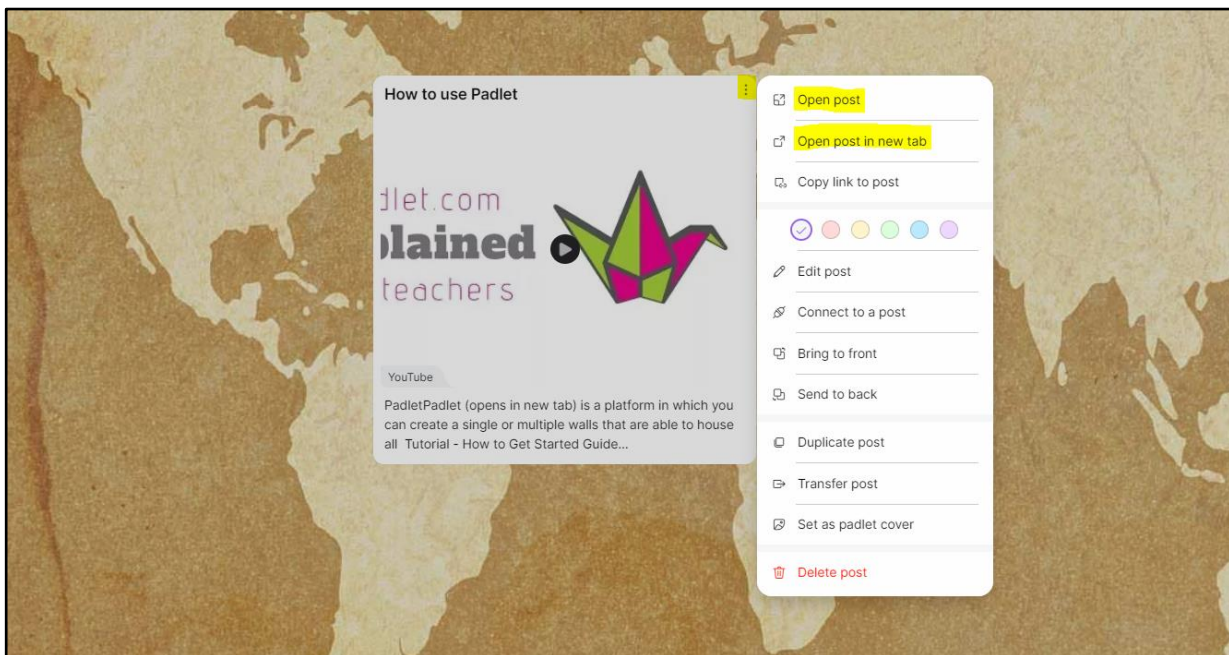 How to use Padlet
dlet.com
plained
teachers
YouTube
PadletPadlet (opens in new tab) is a platform in which you
can create a single or multiple walls that are able to house
all Tutorial - How to Get Started Guide...
Open post
Open post in new tab
Copy link to post
Edit post
Connect to a post
Bring to front
Send to back
Duplicate post
Transfer post
Set as padlet cover
Delete post